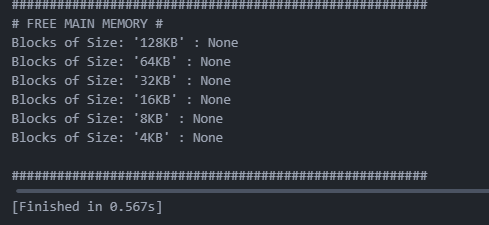 #######################################################
# FREE MAIN MEMORY #
Blocks of Size: '128KB' : None
Blocks of Size: '64KB' : None
Blocks of Size: '32KB' : None
Blocks of Size: '16KB' : None
Blocks of Size: '8KB' : None
Blocks of Size: '4KB' : None
#######################################################
[Finished in 0.567s]